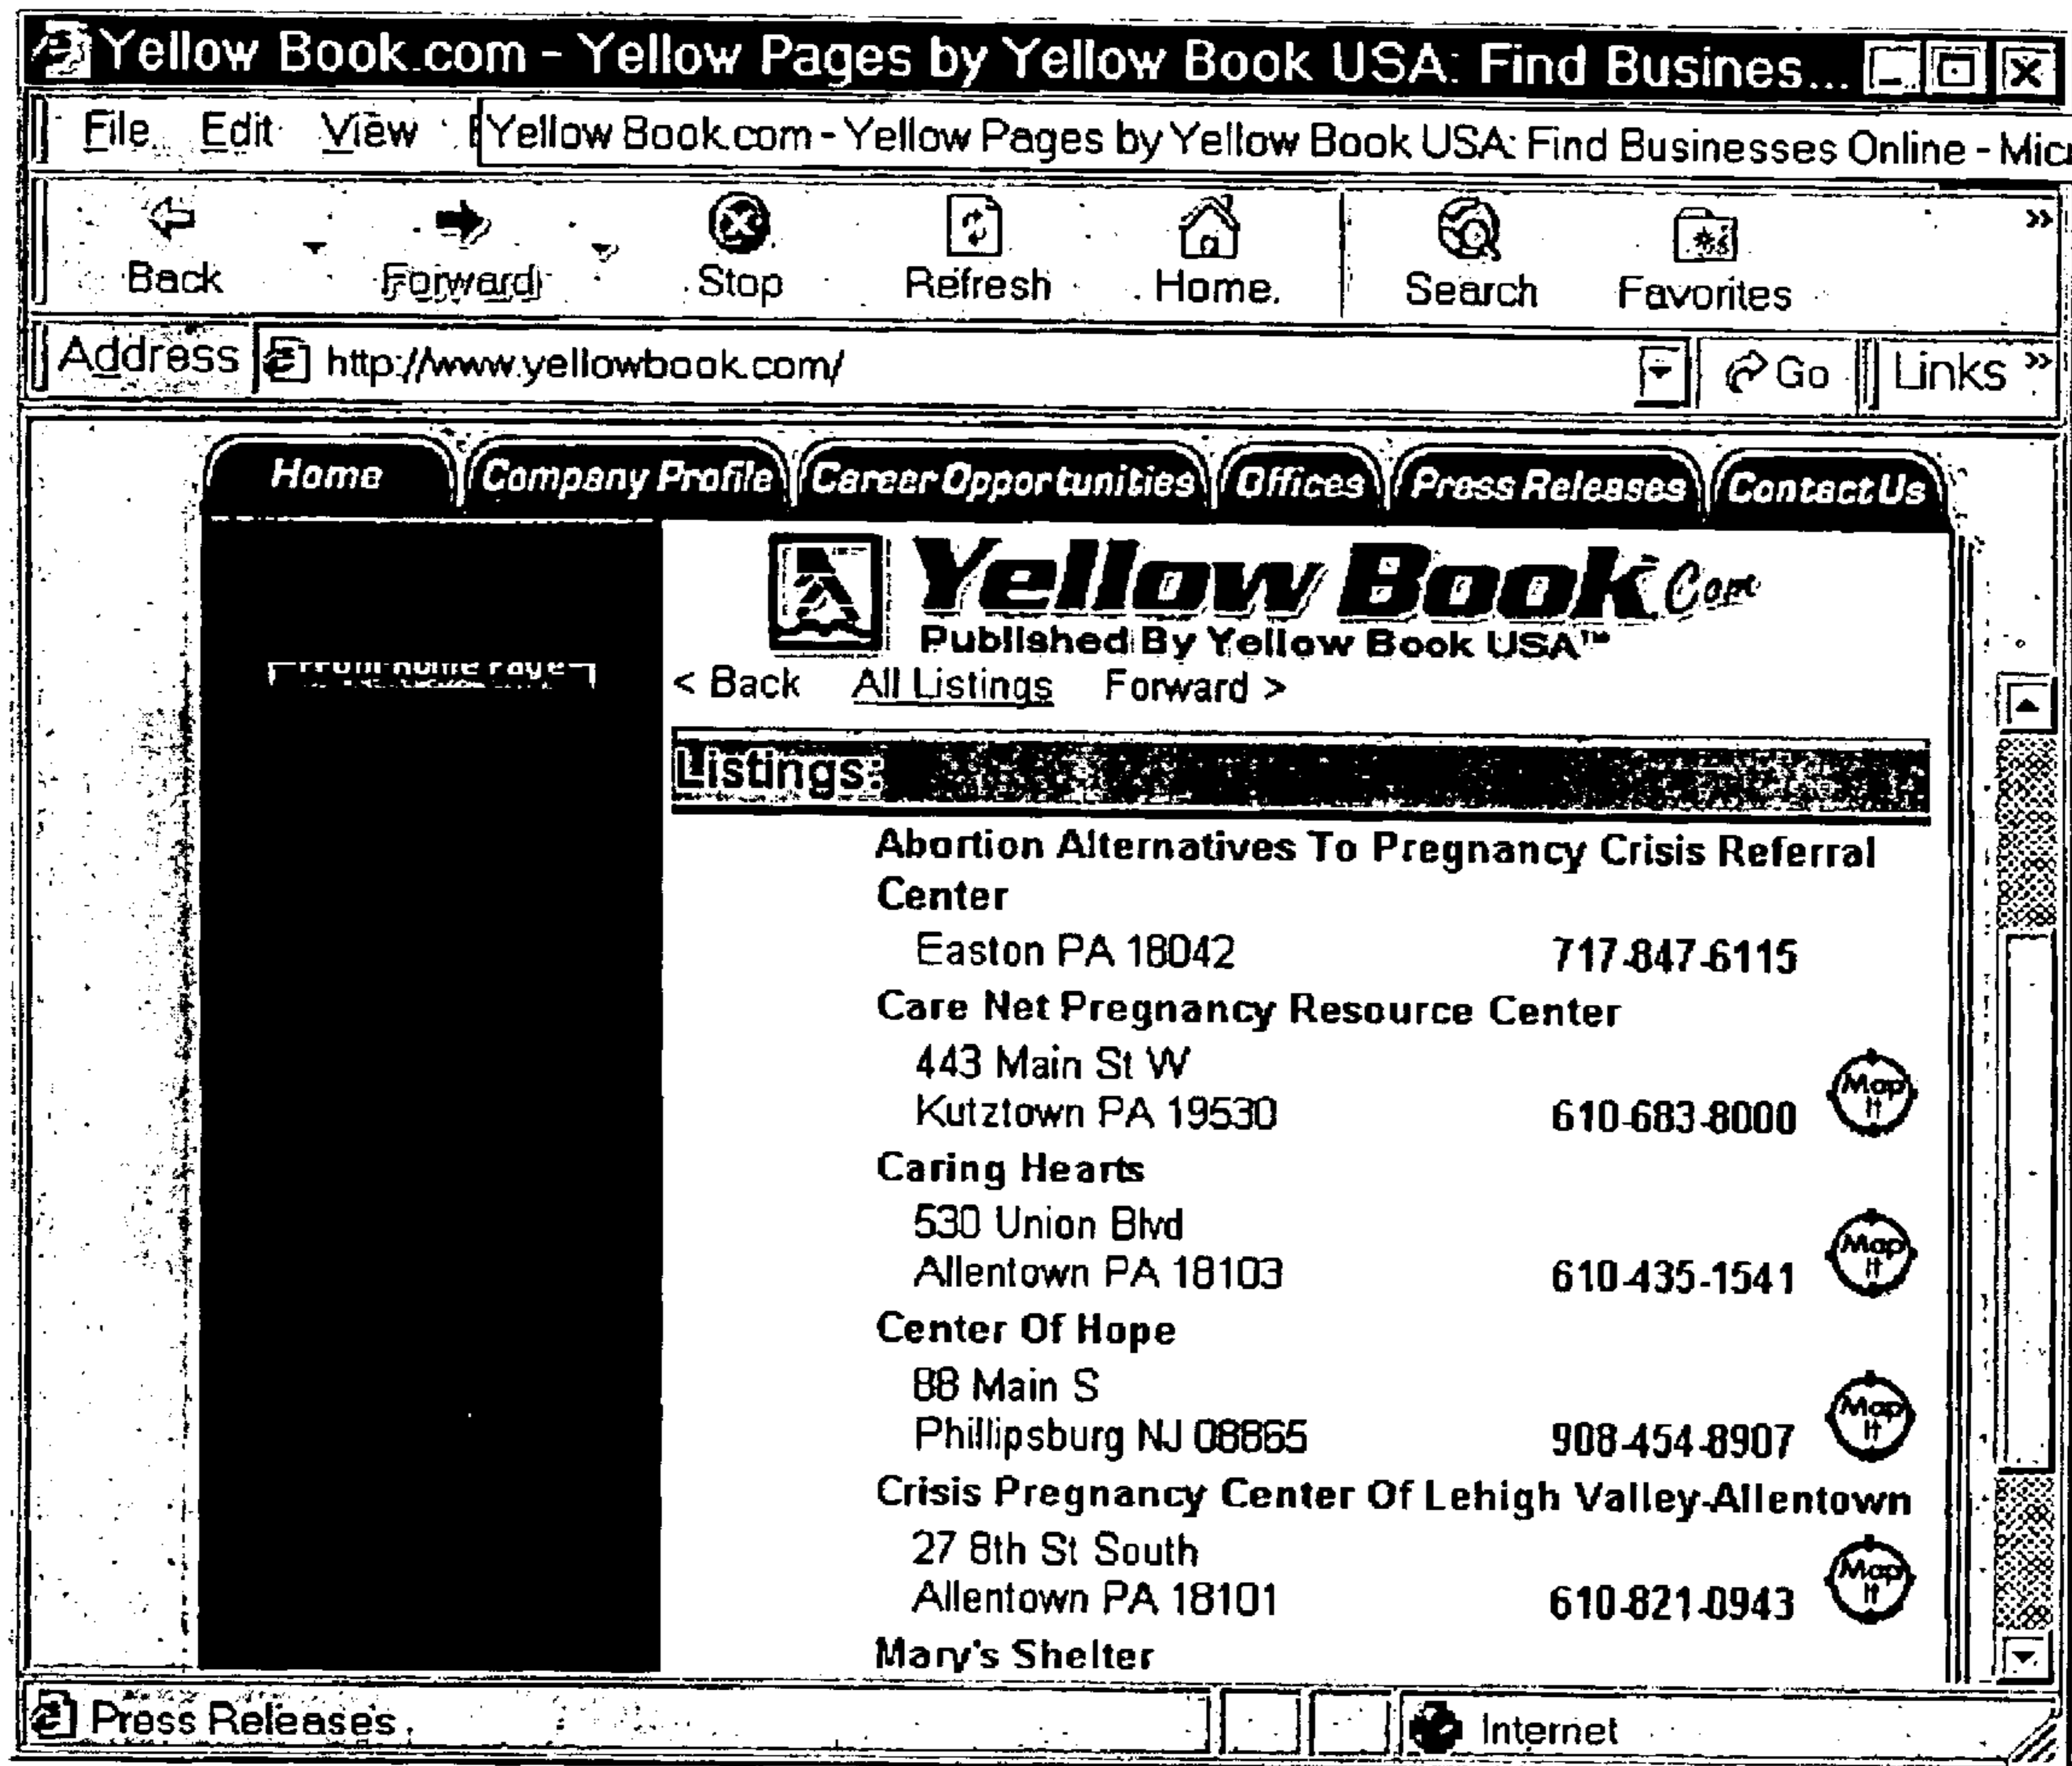 Yellow Book.com - Yellow Pages by Yellow Book USA: Find Busines...
File Edit View Yellow Book.com - Yellow Pages by Yellow Book USA: Find Businesses Online - Micr
Back Forward Stop Refresh Home Search Favorites »
Address http://www.yellowbook.com/ Go Links »
Home Company Profile Career Opportunities Offices Press Releases Contact Us
Yellow Book.Com
Published By Yellow Book USA™
From Home Page
< Back All Listings Forward >
Listings:
Abortion Alternatives To Pregnancy Crisis Referral
Center
Easton PA 18042 717-847-6115
Care Net Pregnancy Resource Center
443 Main St W
Kutztown PA 19530 610-683-8000 Map It
Caring Hearts
530 Union Blvd
Allentown PA 18103 610-435-1541 Map It
Center Of Hope
88 Main S
Phillipsburg NJ 08865 908-454-8907 Map It
Crisis Pregnancy Center Of Lehigh Valley-Allentown
27 8th St South
Allentown PA 18101 610-821-0943 Map It
Mary's Shelter
Press Releases Internet